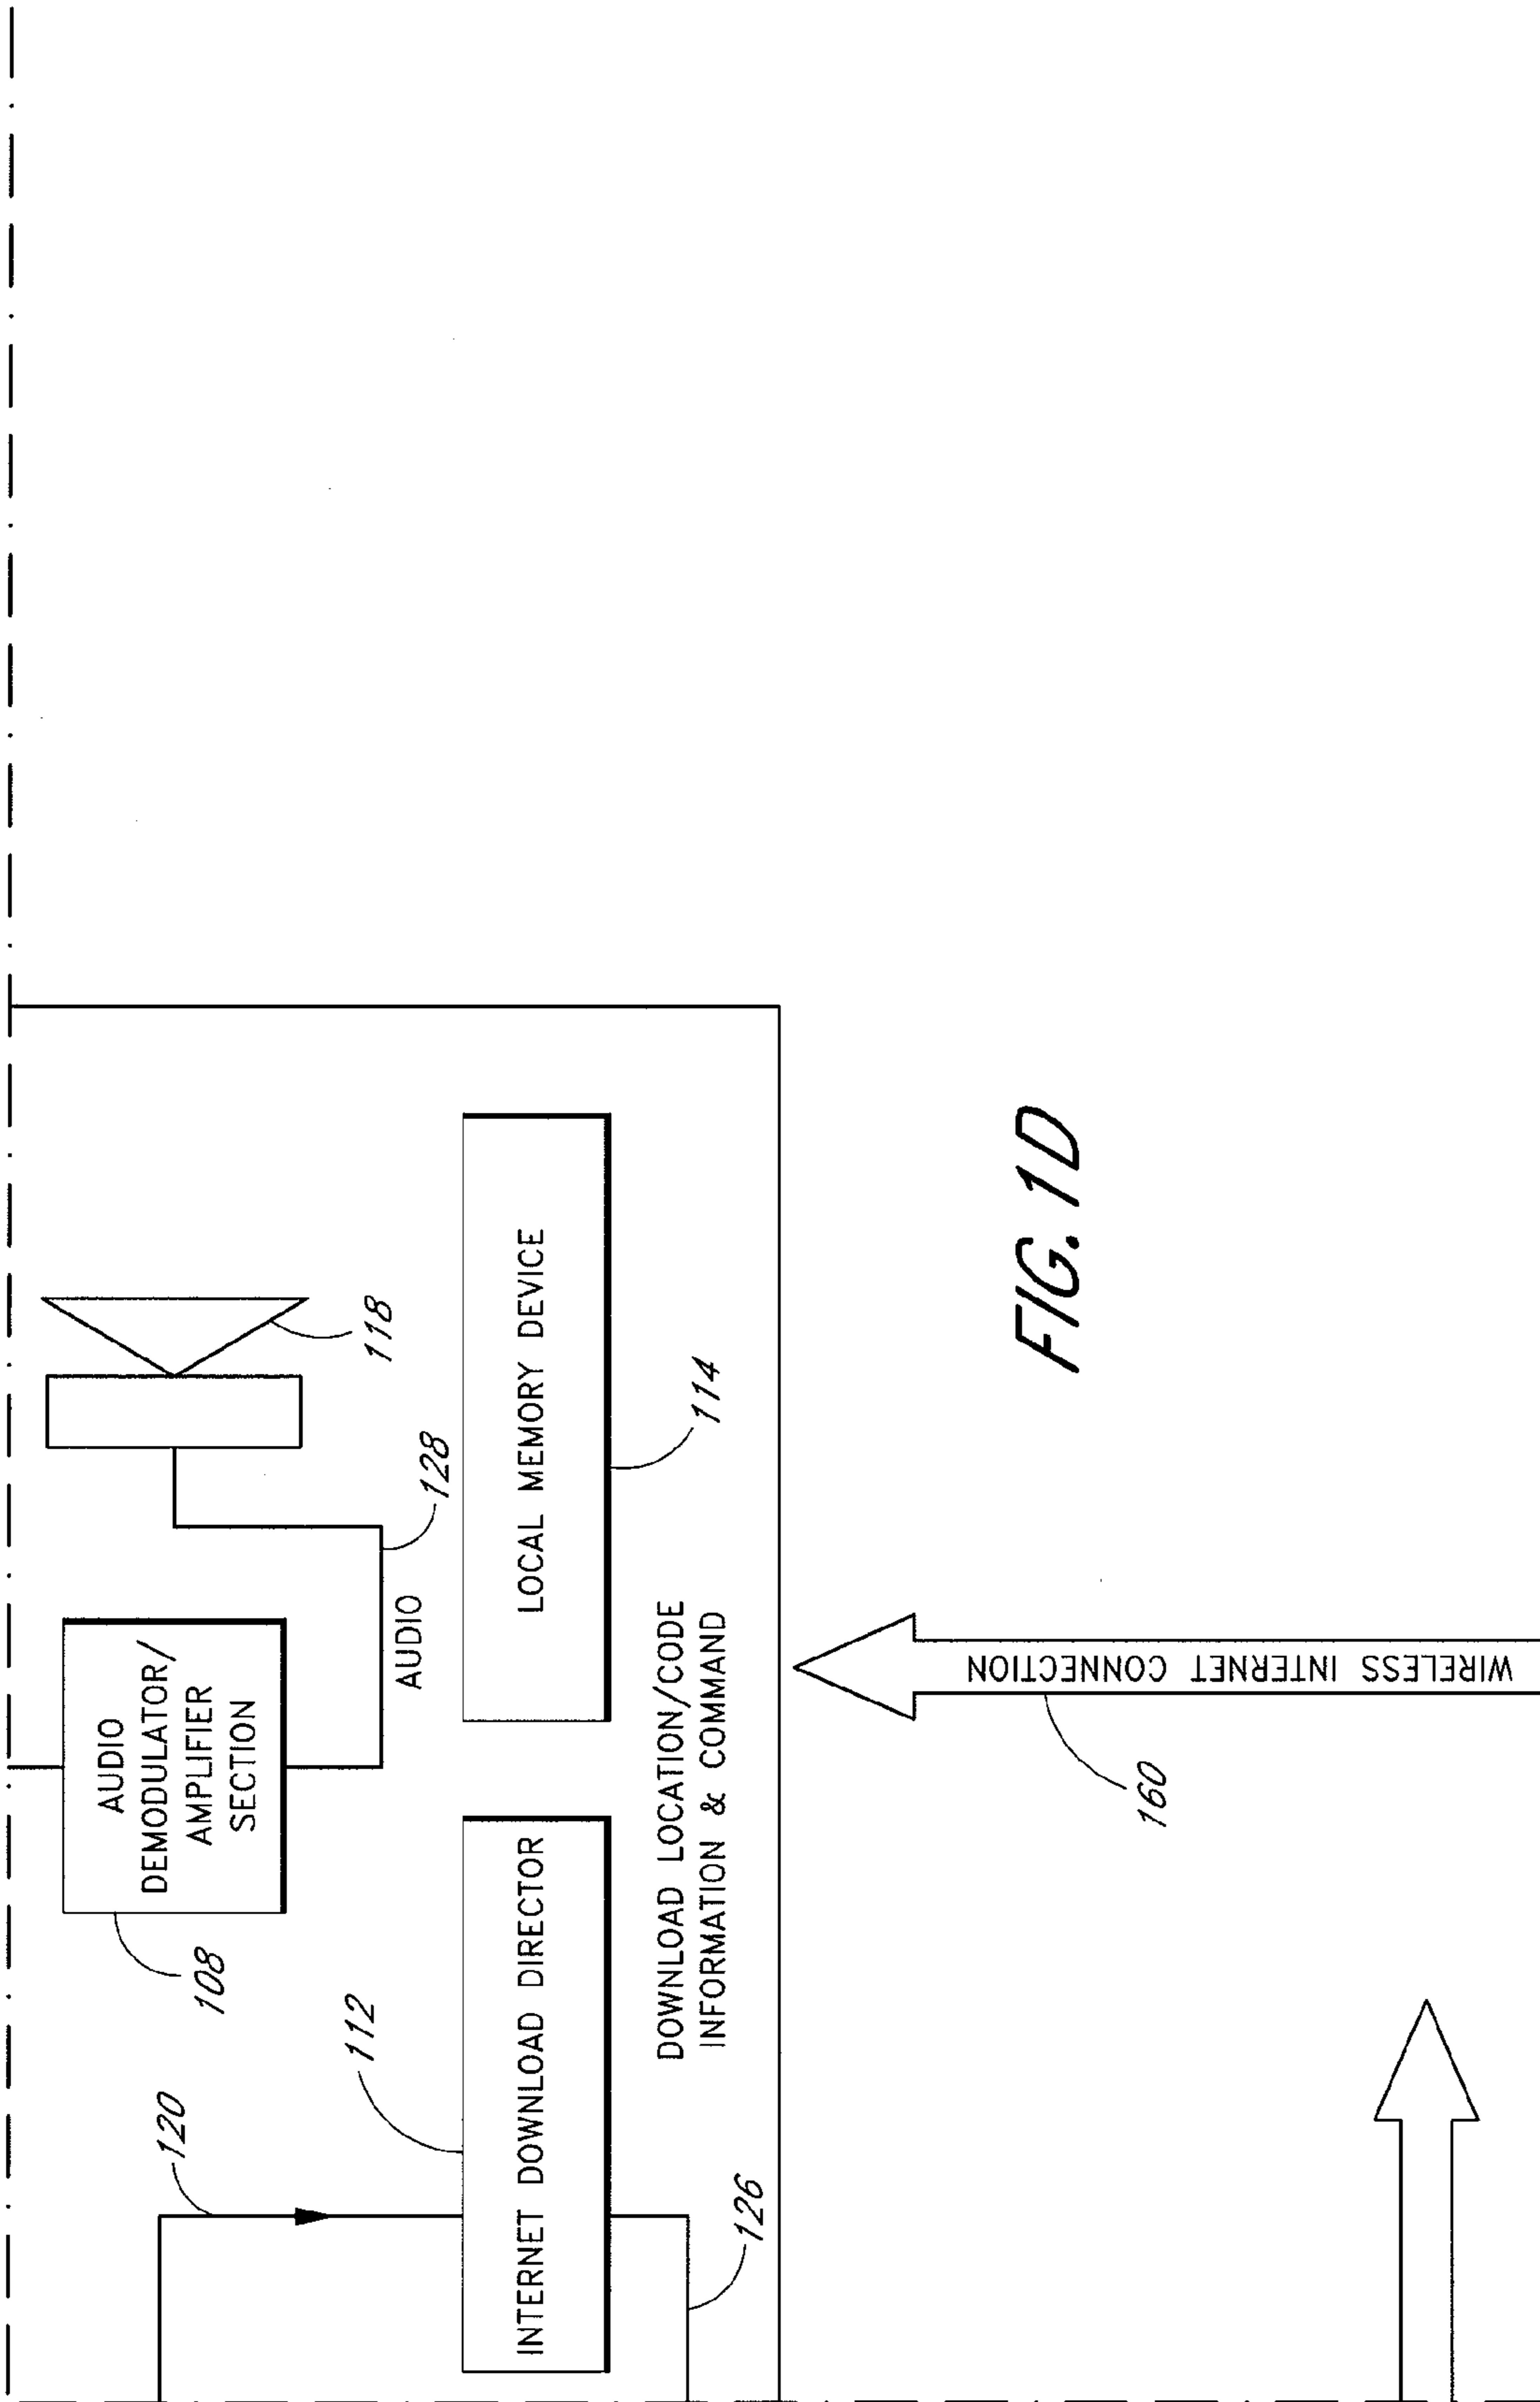 120
108
AUDIO
DEMODULATOR/
AMPLIFIER
SECTION
118
128
AUDIO
112
INTERNET DOWNLOAD DIRECTOR
LOCAL MEMORY DEVICE
114
126
DOWNLOAD LOCATION/CODE
INFORMATION & COMMAND
160
WIRELESS INTERNET CONNECTION
FIG. 1D